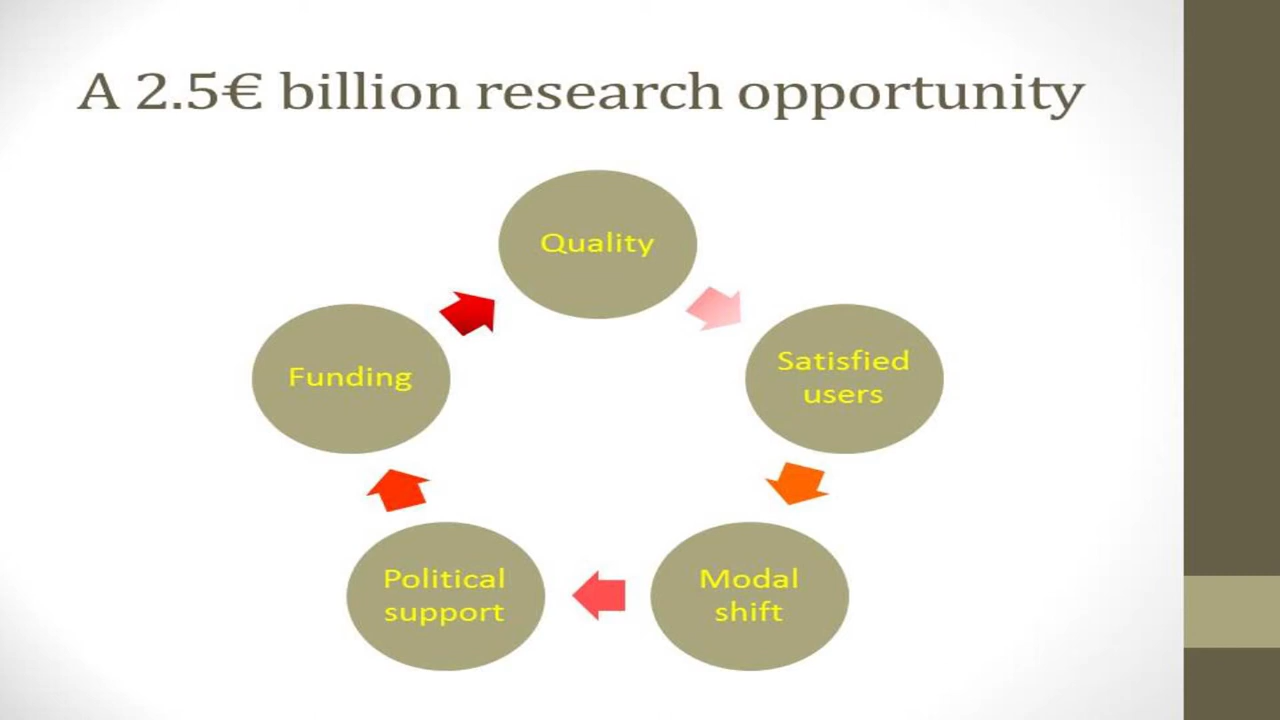 A 2.5€ billion research opportunity
Quality
Satisfied
users
Modal
shift
Political
support
Funding